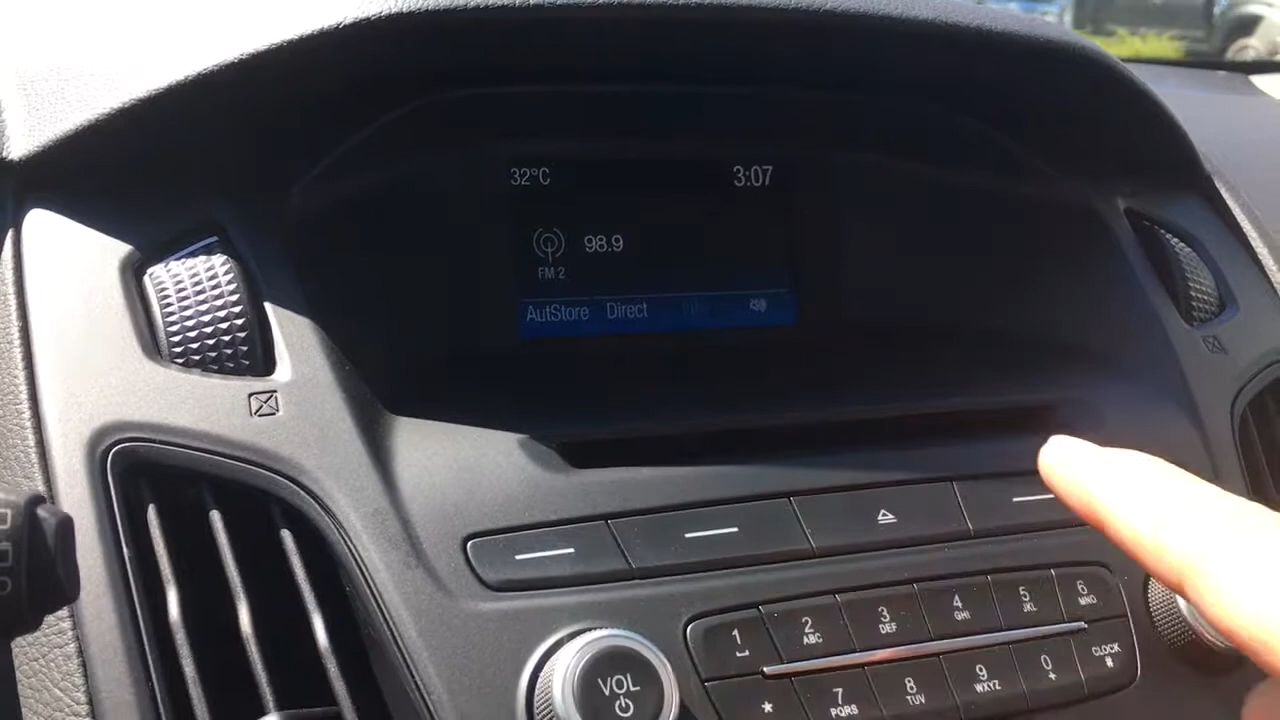 32°C 3:07
98.9
FM 2
AutStore Direct
1 2 ABC 3 DEF 4 GHI 5 JKL 6 MNO
* 7 PQRS 8 TUV 9 WXYZ 0 + CLOCK #
VOL